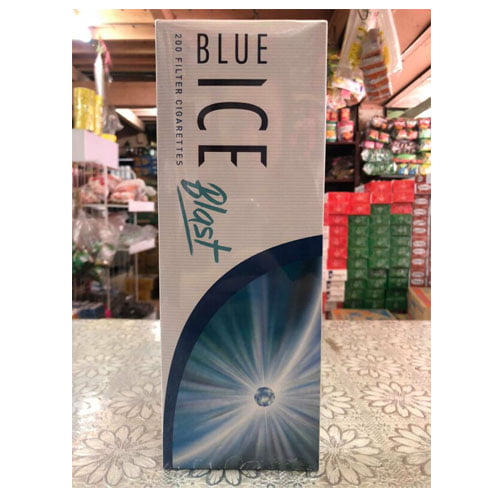 BLUE
ICE
Blast
200 FILTER CIGARETTES